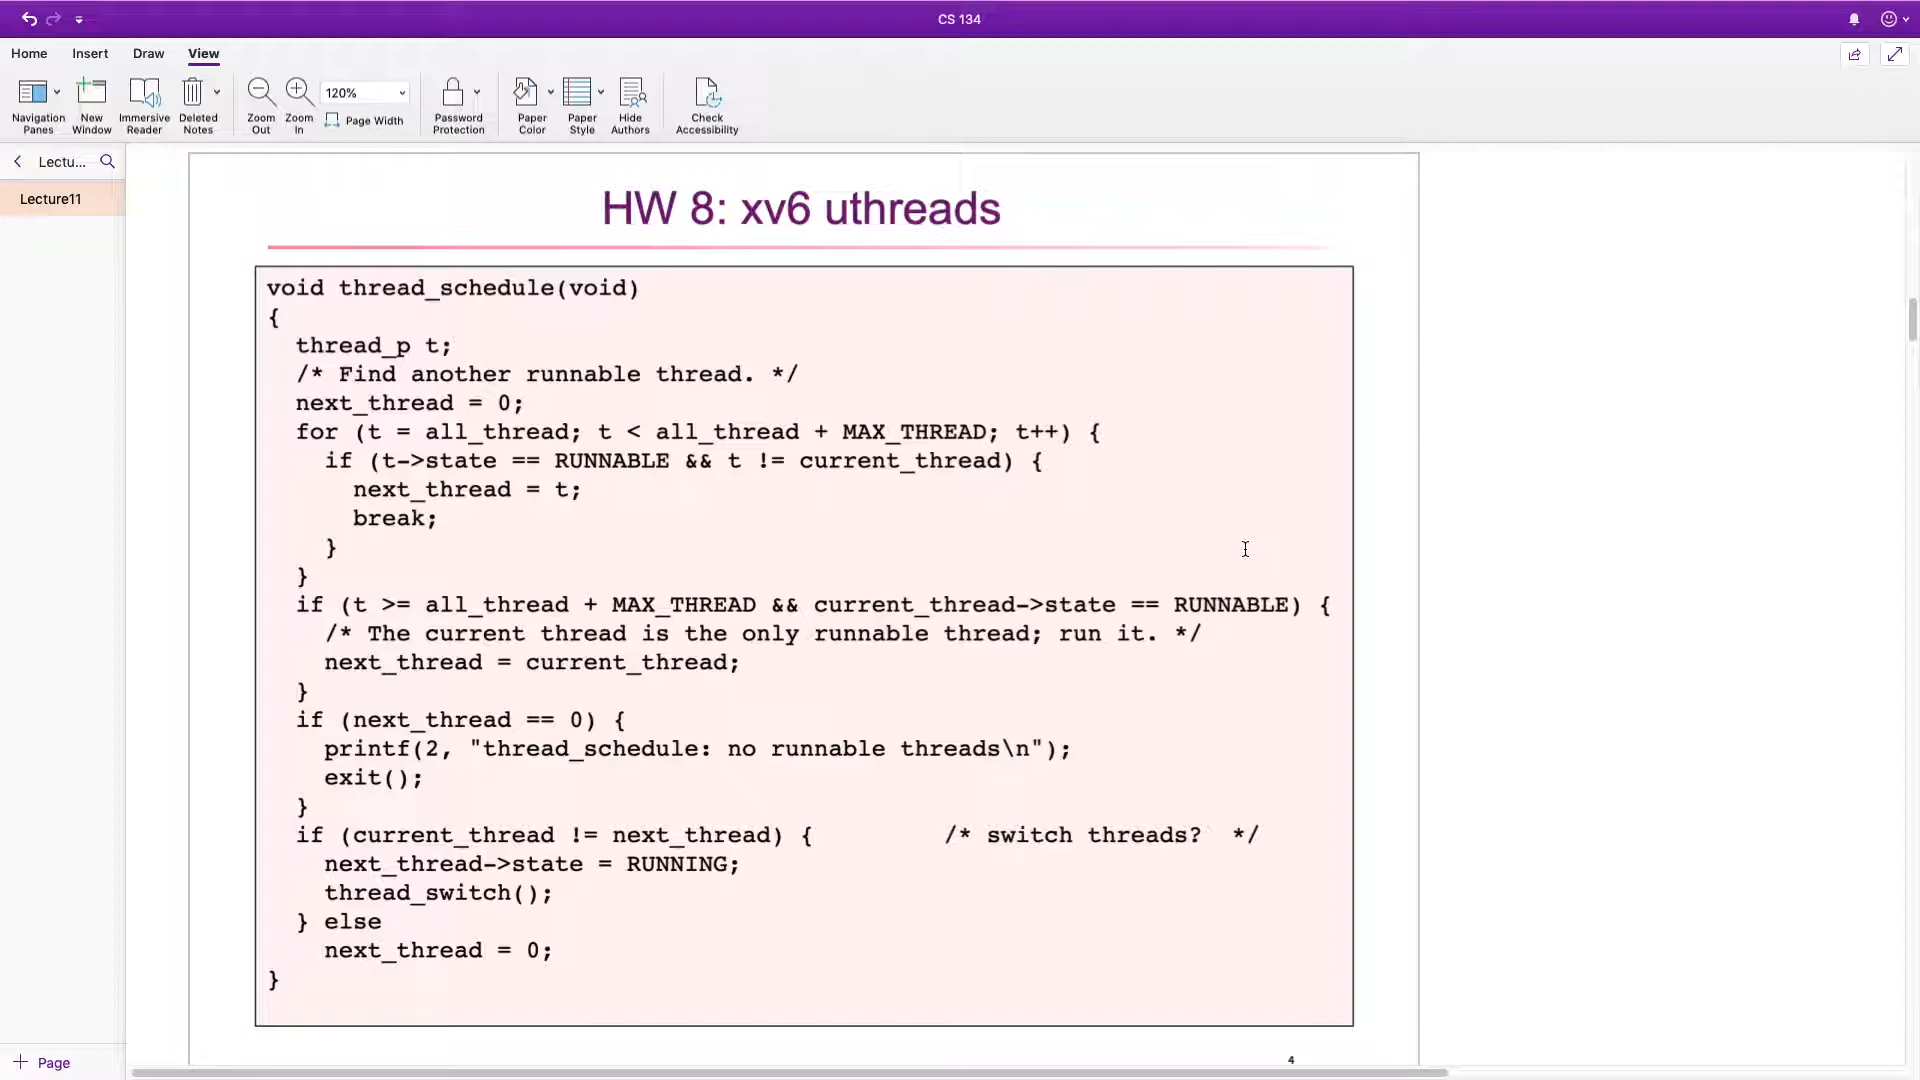 CS 134
Home Insert Draw View
Navigation Panes
New Window
Immersive Reader
Deleted Notes
Zoom Out
Zoom In
120%
Page Width
Password Protection
Paper Color
Paper Style
Hide Authors
Check Accessibility
Lectu...
Lecture11
HW 8: xv6 uthreads
void thread_schedule(void)
{
  thread_p t;
  /* Find another runnable thread. */
  next_thread = 0;
  for (t = all_thread; t < all_thread + MAX_THREAD; t++) {
    if (t->state == RUNNABLE && t != current_thread) {
      next_thread = t;
      break;
    }
  }
  if (t >= all_thread + MAX_THREAD && current_thread->state == RUNNABLE) {
    /* The current thread is the only runnable thread; run it. */
    next_thread = current_thread;
  }
  if (next_thread == 0) {
    printf(2, "thread_schedule: no runnable threads\n");
    exit();
  }
  if (current_thread != next_thread) {         /* switch threads?  */
    next_thread->state = RUNNING;
    thread_switch();
  } else
    next_thread = 0;
}
4
+ Page